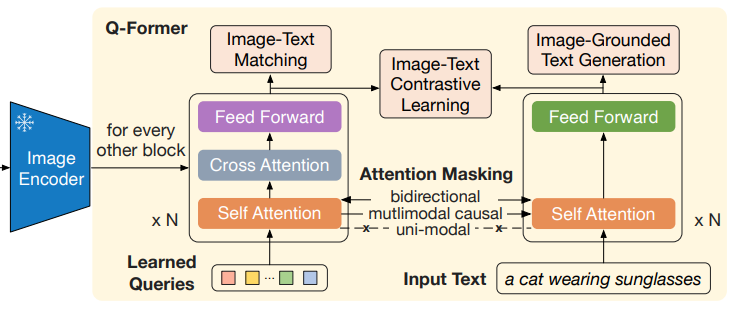 Q-Former
Image-Text
Matching
Image-Text
Contrastive
Learning
Image-Grounded
Text Generation
Image
Encoder
for every
other block
Feed Forward
Cross Attention
Self Attention
x N
Attention Masking
bidirectional
mutlimodal causal
uni-modal
x
x
Feed Forward
Self Attention
x N
Learned
Queries
...
Input Text
a cat wearing sunglasses